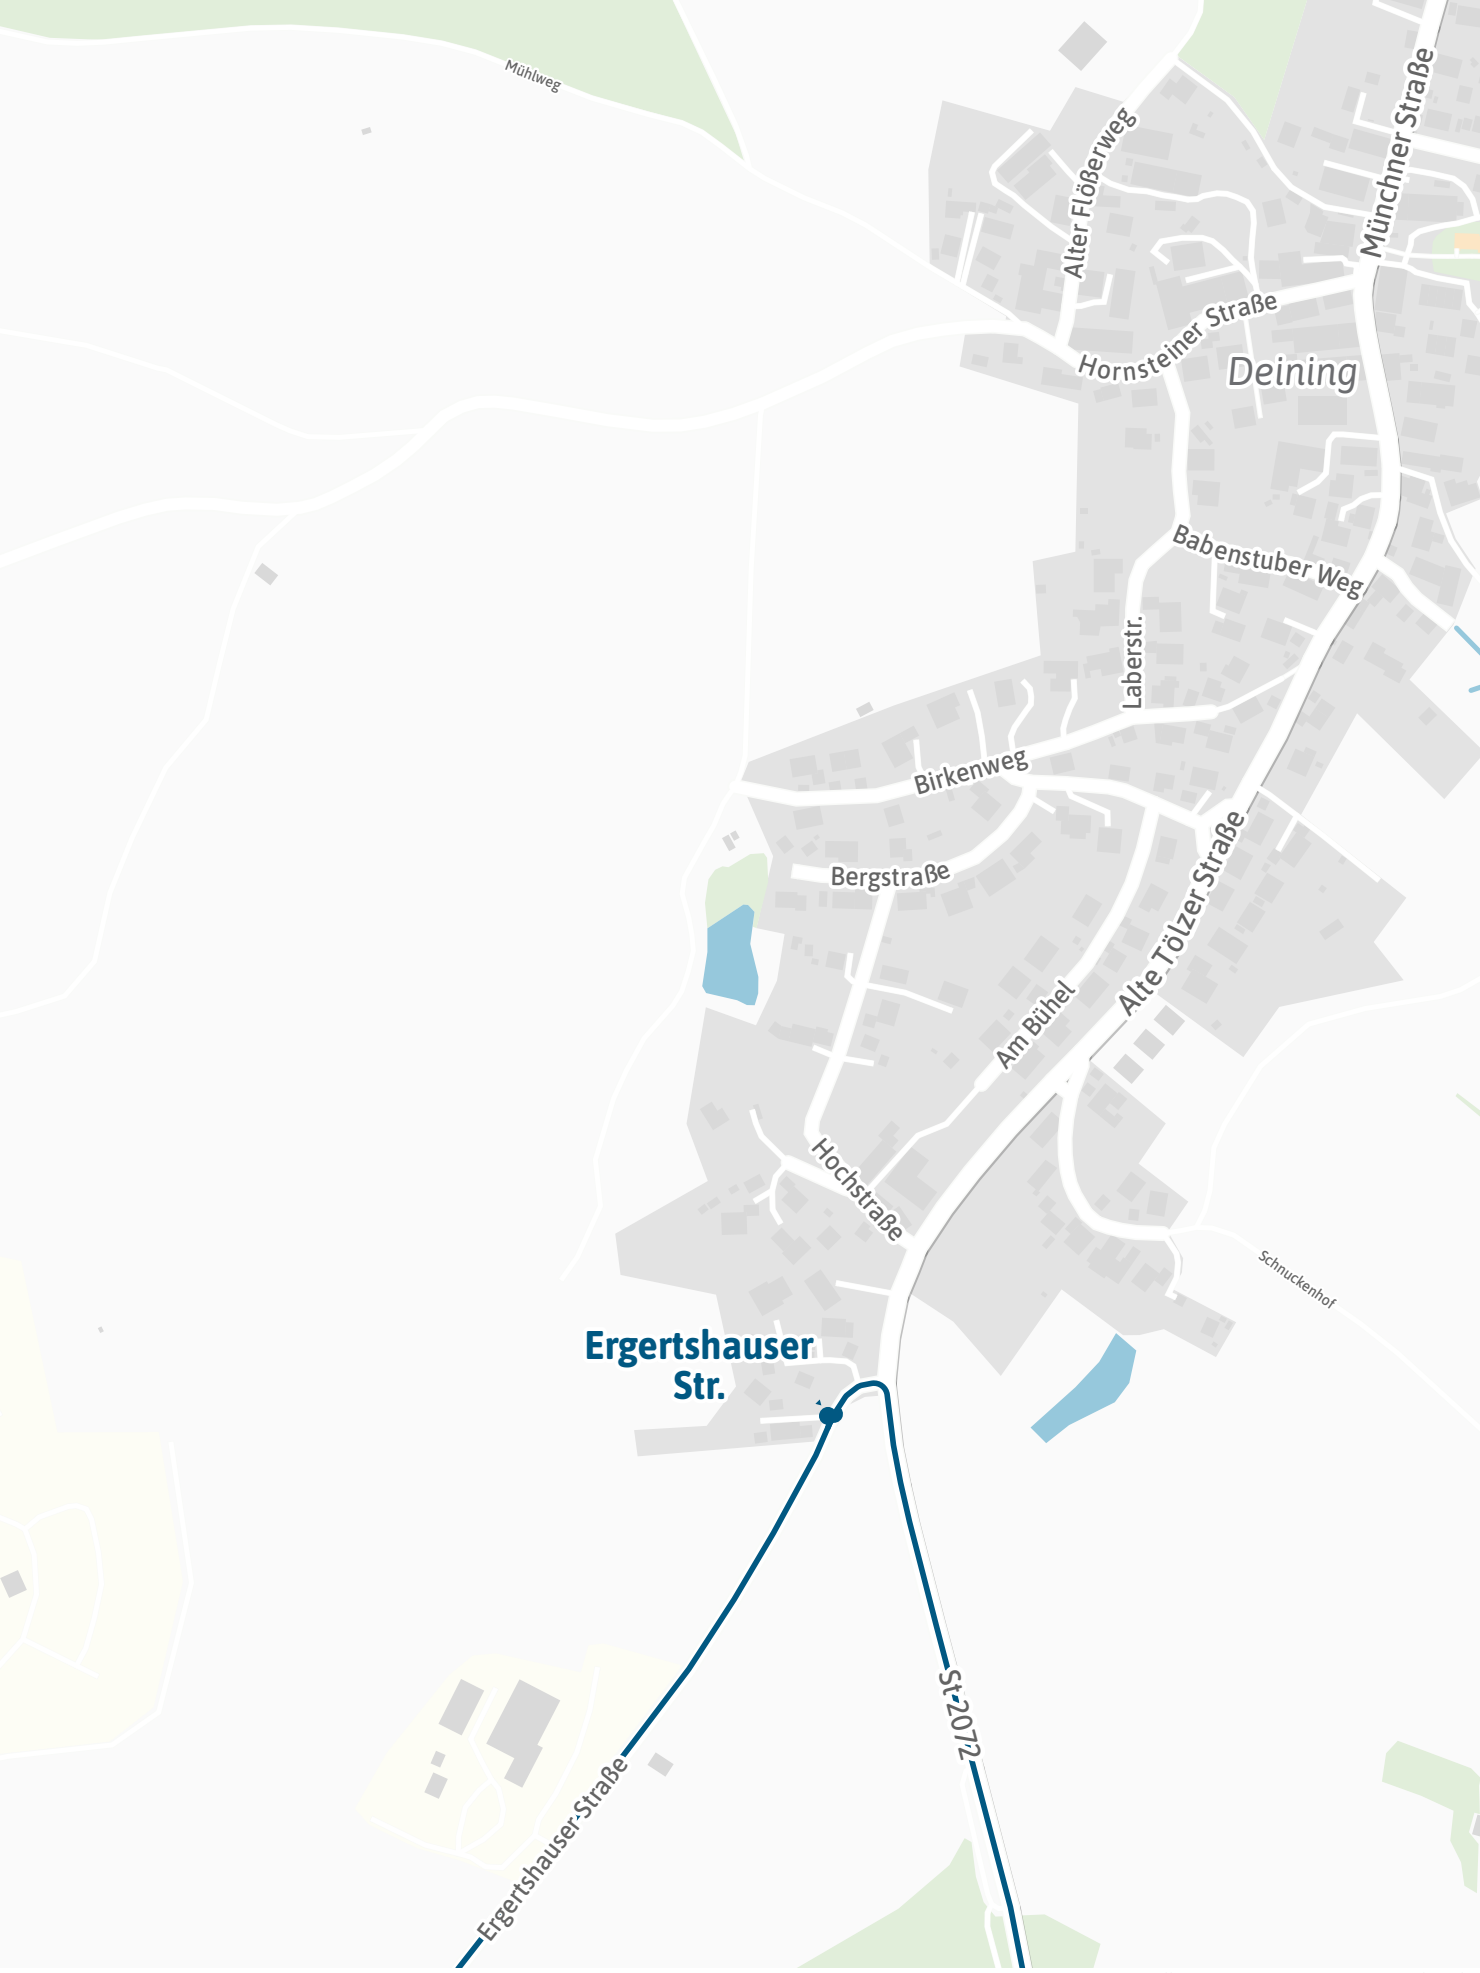 Mühlweg
Münchner Straße
Alter Flößerweg
Hornsteiner Straße
Deining
Babenstuber Weg
Laberstr.
Birkenweg
Bergstraße
Alte Tölzer Straße
Am Bühel
Hochstraße
Schnuckenhof
Ergertshauser
Str.
St 2072
Ergertshauser Straße